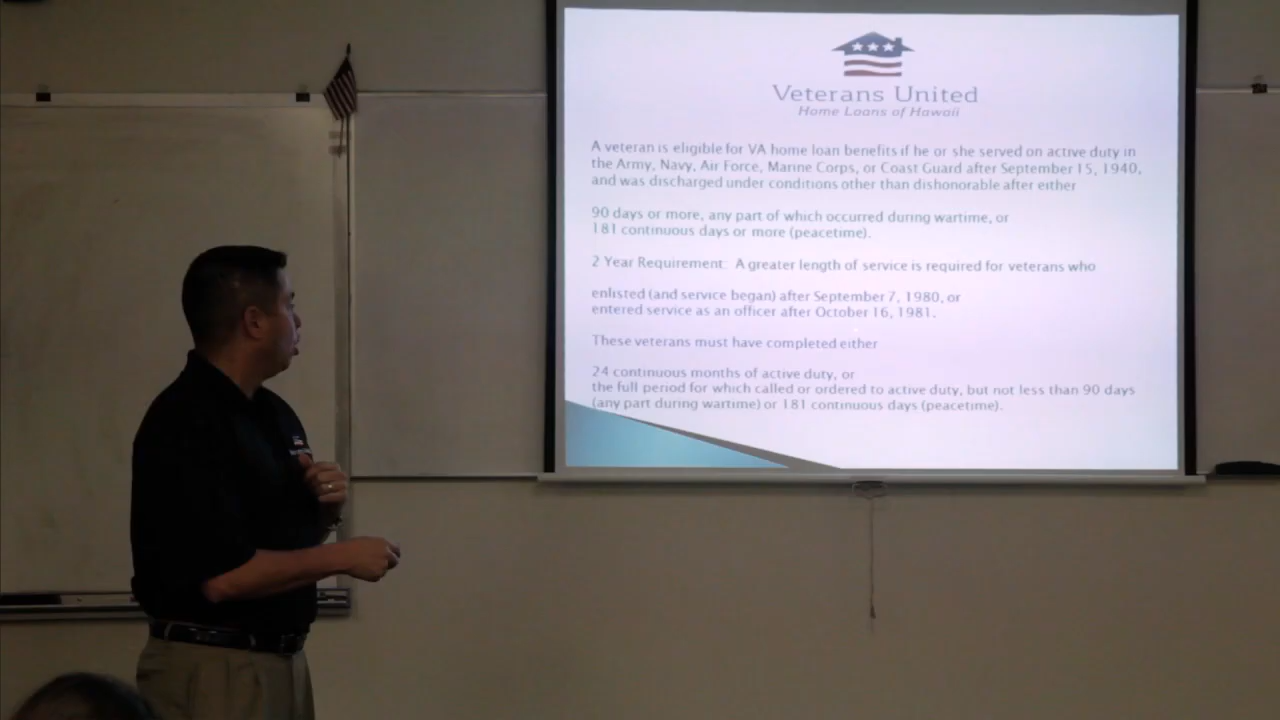 Veterans United
Home Loans of Hawaii
A veteran is eligible for VA home loan benefits if he or she served on active duty in
the Army, Navy, Air Force, Marine Corps, or Coast Guard after September 15, 1940,
and was discharged under conditions other than dishonorable after either
90 days or more, any part of which occurred during wartime, or
181 continuous days or more (peacetime).
2 Year Requirement: A greater length of service is required for veterans who
enlisted (and service began) after September 7, 1980, or
entered service as an officer after October 16, 1981.
These veterans must have completed either
24 continuous months of active duty, or
the full period for which called or ordered to active duty, but not less than 90 days
(any part during wartime) or 181 continuous days (peacetime).